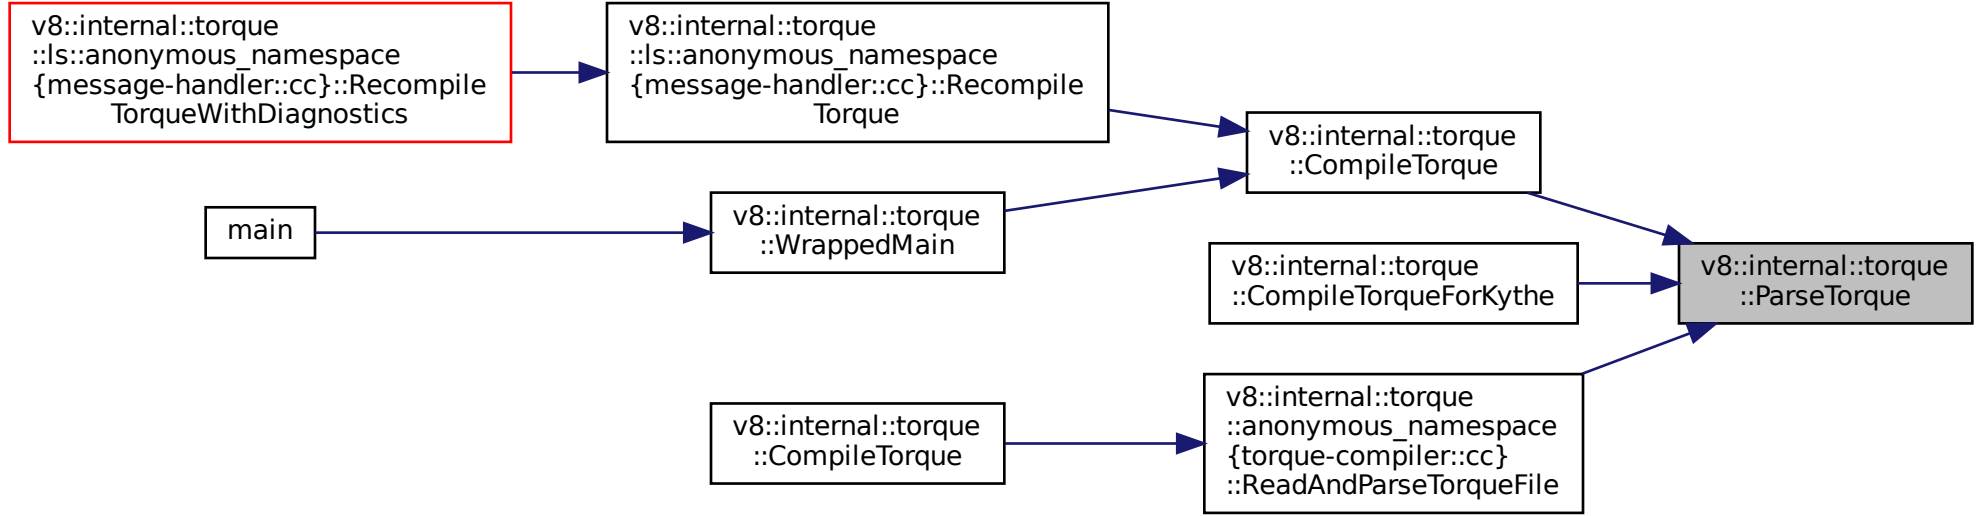 v8::internal::torque
::ls::anonymous_namespace
{message-handler::cc}::Recompile
TorqueWithDiagnostics
v8::internal::torque
::ls::anonymous_namespace
{message-handler::cc}::Recompile
Torque
v8::internal::torque
::CompileTorque
main
v8::internal::torque
::WrappedMain
v8::internal::torque
::CompileTorqueForKythe
v8::internal::torque
::ParseTorque
v8::internal::torque
::CompileTorque
v8::internal::torque
::anonymous_namespace
{torque-compiler::cc}
::ReadAndParseTorqueFile